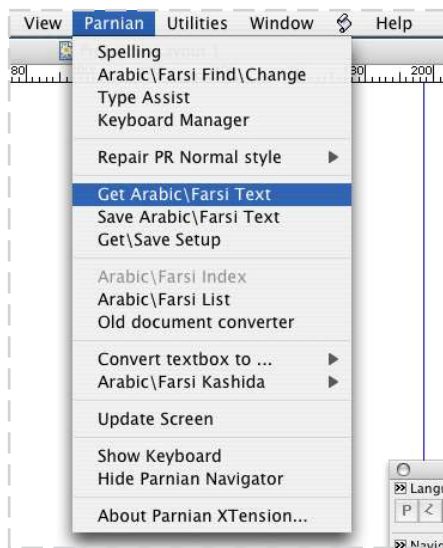 View Parnian Utilities Window Help
Spelling
80 200
Arabic\Farsi Find\Change
Type Assist
Keyboard Manager
Repair PR Normal style
Get Arabic\Farsi Text
Save Arabic\Farsi Text
Get\Save Setup
Arabic\Farsi Index
Arabic\Farsi List
Old document converter
Convert textbox to ...
Arabic\Farsi Kashida
Update Screen
Show Keyboard
Hide Parnian Navigator
About Parnian XTension...
Langu
P
Navig